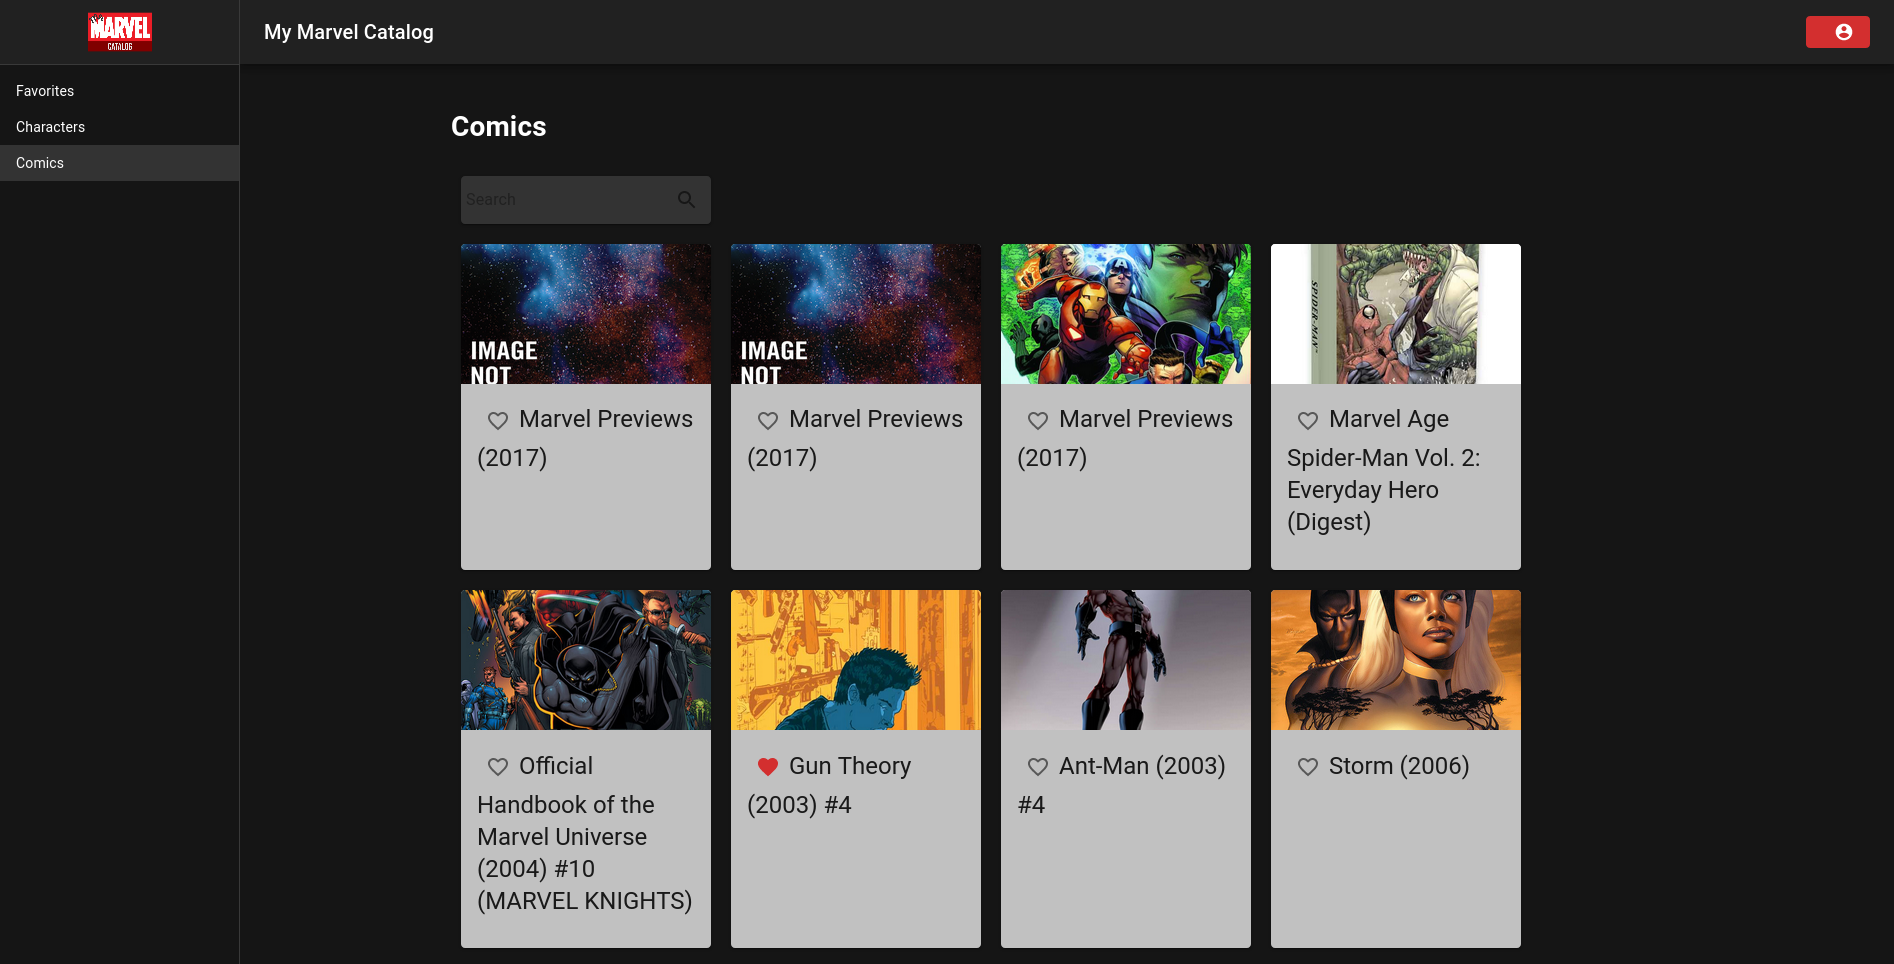 MARVEL
CATALOG
My Marvel Catalog
Favorites
Characters
Comics
Comics
Search
IMAGE
NOT
IMAGE
NOT
SPIDER-MAN
Marvel Previews
(2017)
Marvel Previews
(2017)
Marvel Previews
(2017)
Marvel Age
Spider-Man Vol. 2:
Everyday Hero
(Digest)
Official
Handbook of the
Marvel Universe
(2004) #10
(MARVEL KNIGHTS)
Gun Theory
(2003) #4
Ant-Man (2003)
#4
Storm (2006)